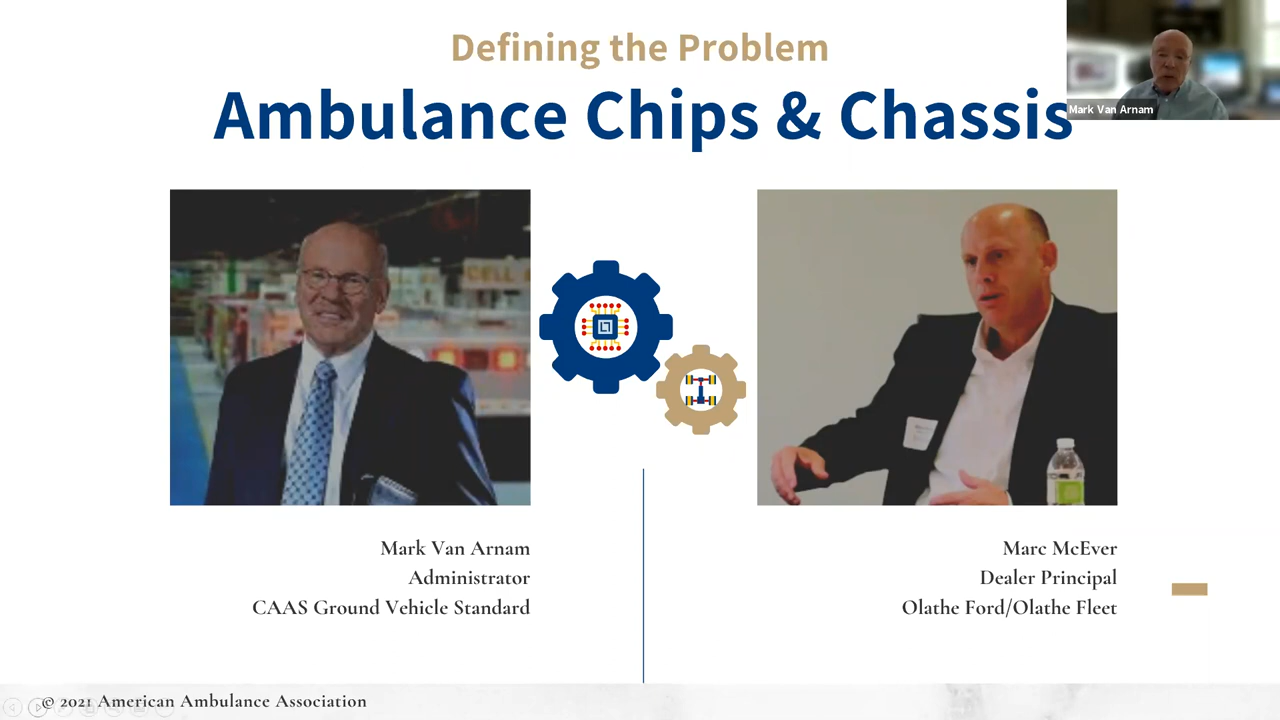 Defining the Problem
Ambulance Chips & Chassis
Mark Van Arnam
Mark Van Arnam
Administrator
CAAS Ground Vehicle Standard
Marc McEver
Dealer Principal
Olathe Ford/Olathe Fleet
© 2021 American Ambulance Association